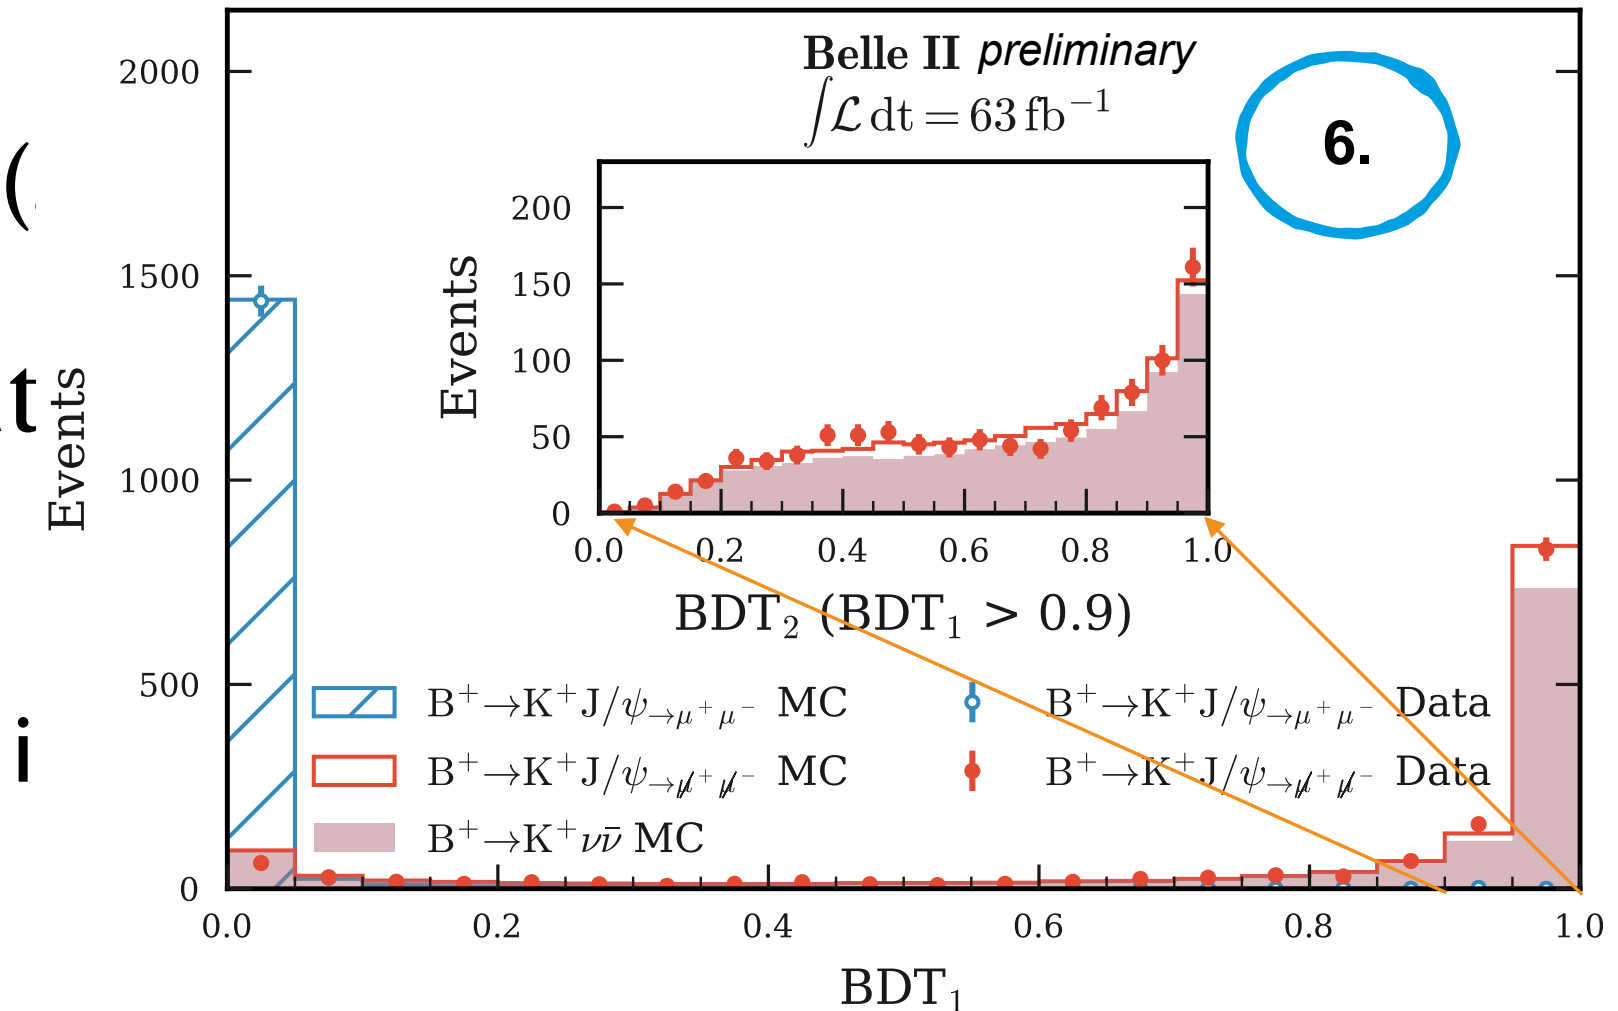 Belle II preliminary
∫ℒ dt = 63 fb⁻¹
6.
(
t
i
Events
2000
1500
1000
500
0
Events
200
150
100
50
0
0.0 0.2 0.4 0.6 0.8 1.0
BDT₂ (BDT₁ > 0.9)
B⁺→K⁺J/ψ→μ⁺μ⁻ MC
B⁺→K⁺J/ψ→μ̸⁺μ̸⁻ MC
B⁺→K⁺νν̄ MC
B⁺→K⁺J/ψ→μ⁺μ⁻ Data
B⁺→K⁺J/ψ→μ̸⁺μ̸⁻ Data
0.0 0.2 0.4 0.6 0.8 1.0
BDT₁